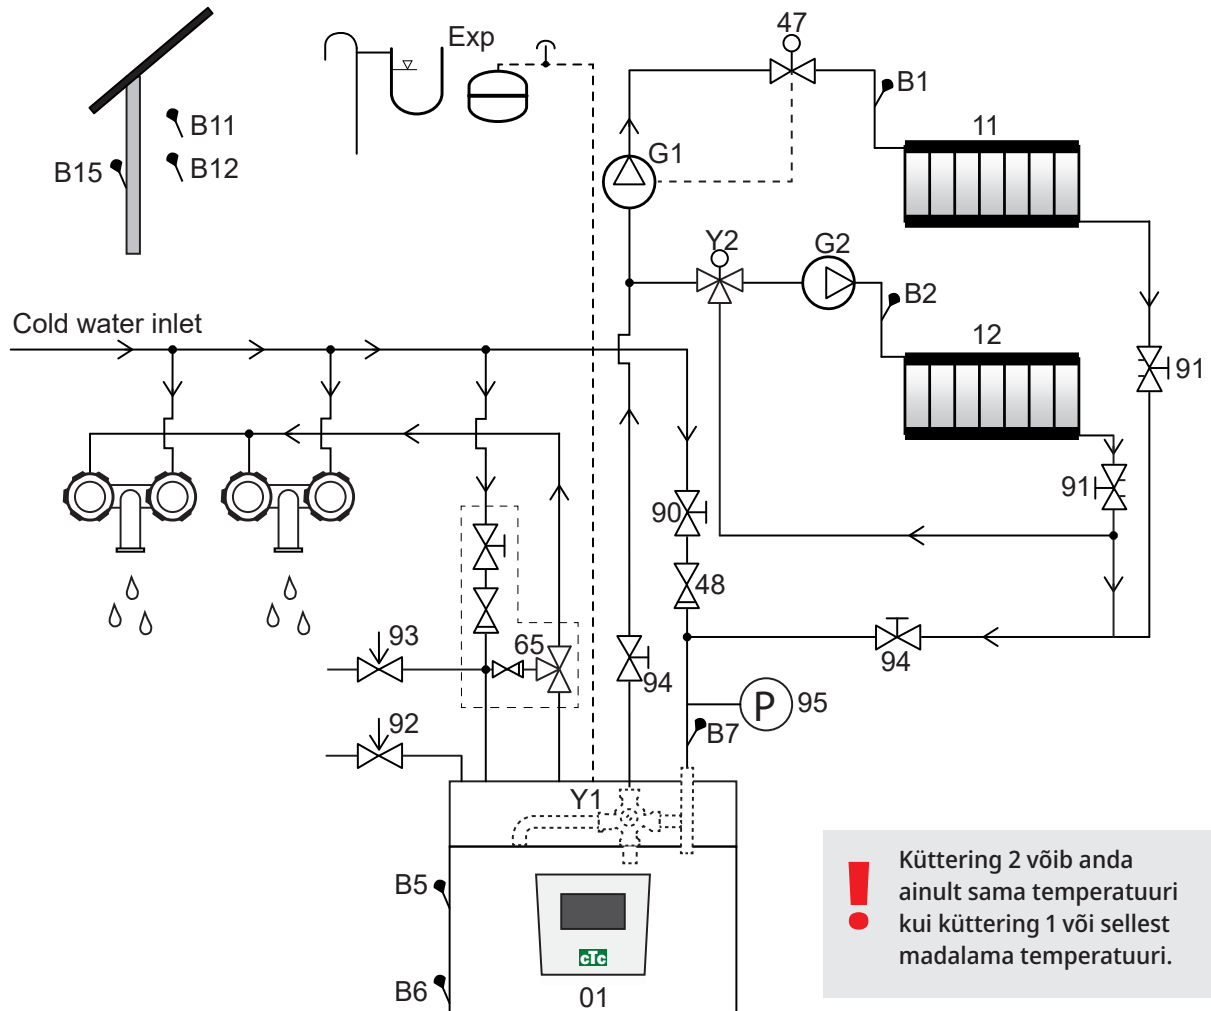 47
Exp
B1
B11
11
G1
B12
B15
Y2
G2
B2
Cold water inlet
12
91
91
90
48
93
65
94
94
P
95
B7
92
Y1
Küttering 2 võib anda
ainult sama temperatuuri
kui küttering 1 või sellest
madalama temperatuuri.
!
B5
cTc
B6
01